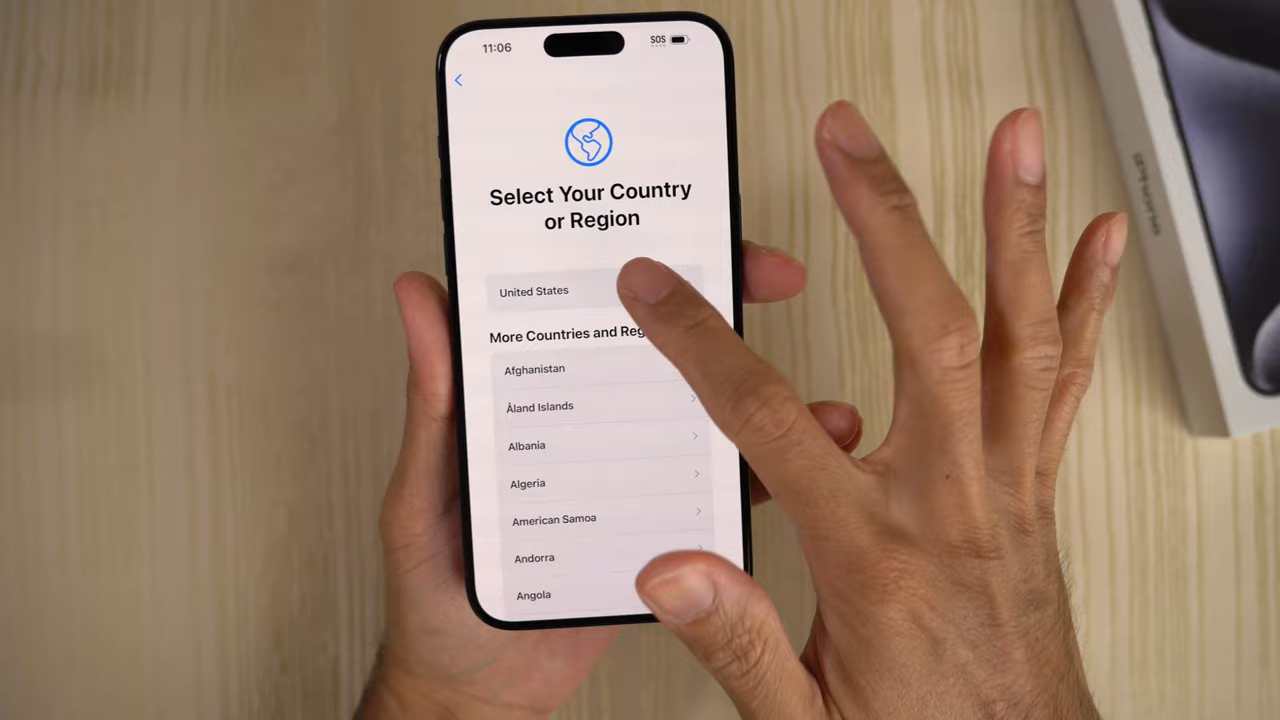 11:06
SOS
Select Your Country
or Region
United States
More Countries and Reg
Afghanistan
Åland Islands
Albania
Algeria
American Samoa
Andorra
Angola